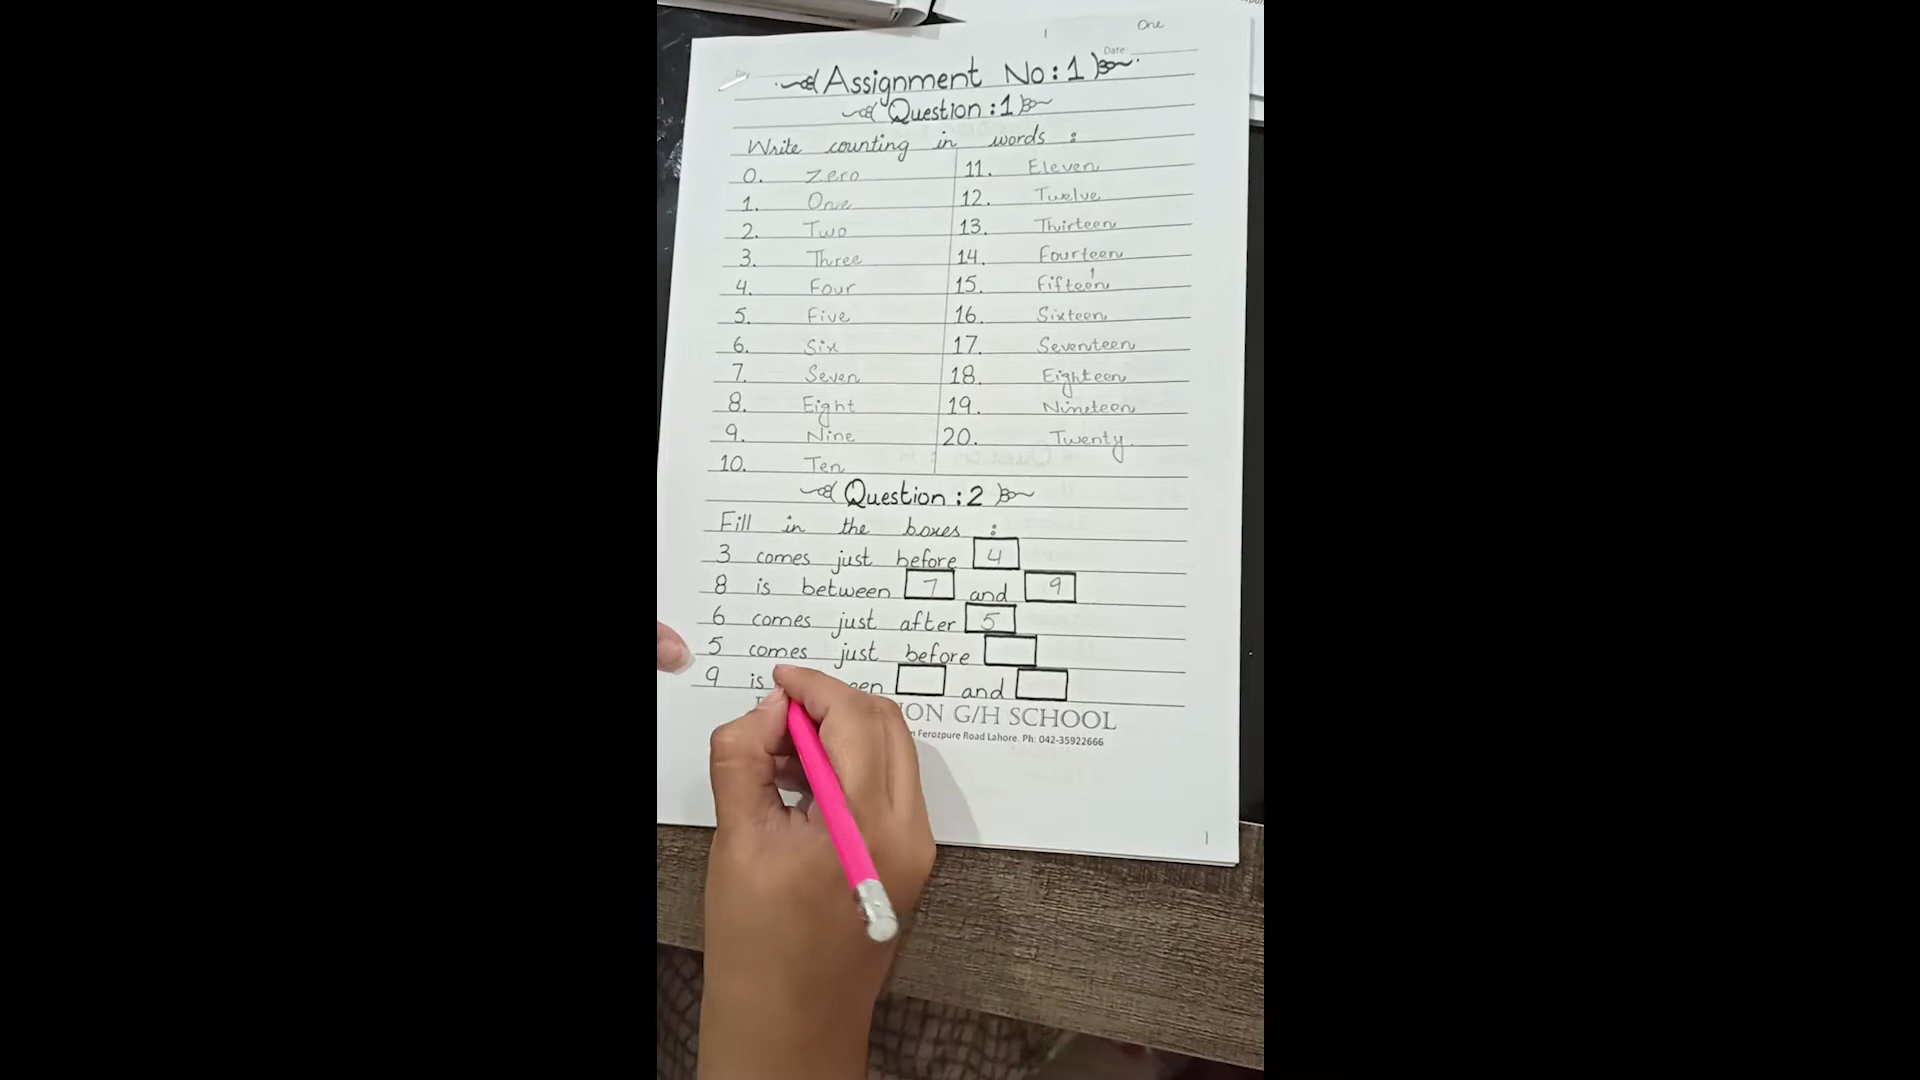 1 One
Date:
Assignment No:1
Question:1
Write counting in words :
0. Zero 11. Eleven
1. One 12. Twelve
2. Two 13. Thirteen
3. Three 14. Fourteen
4. Four 15. Fifteen
5. Five 16. Sixteen
6. Six 17. Seventeen
7. Seven 18. Eighteen
8. Eight 19. Nineteen
9. Nine 20. Twenty.
10. Ten
Question:2
Fill in the boxes :
3 comes just before 4
8 is between 7 and 9
6 comes just after 5
5 comes just before
9 is een and
ON G/H SCHOOL
Ferozpure Road Lahore. Ph: 042-35922666
1